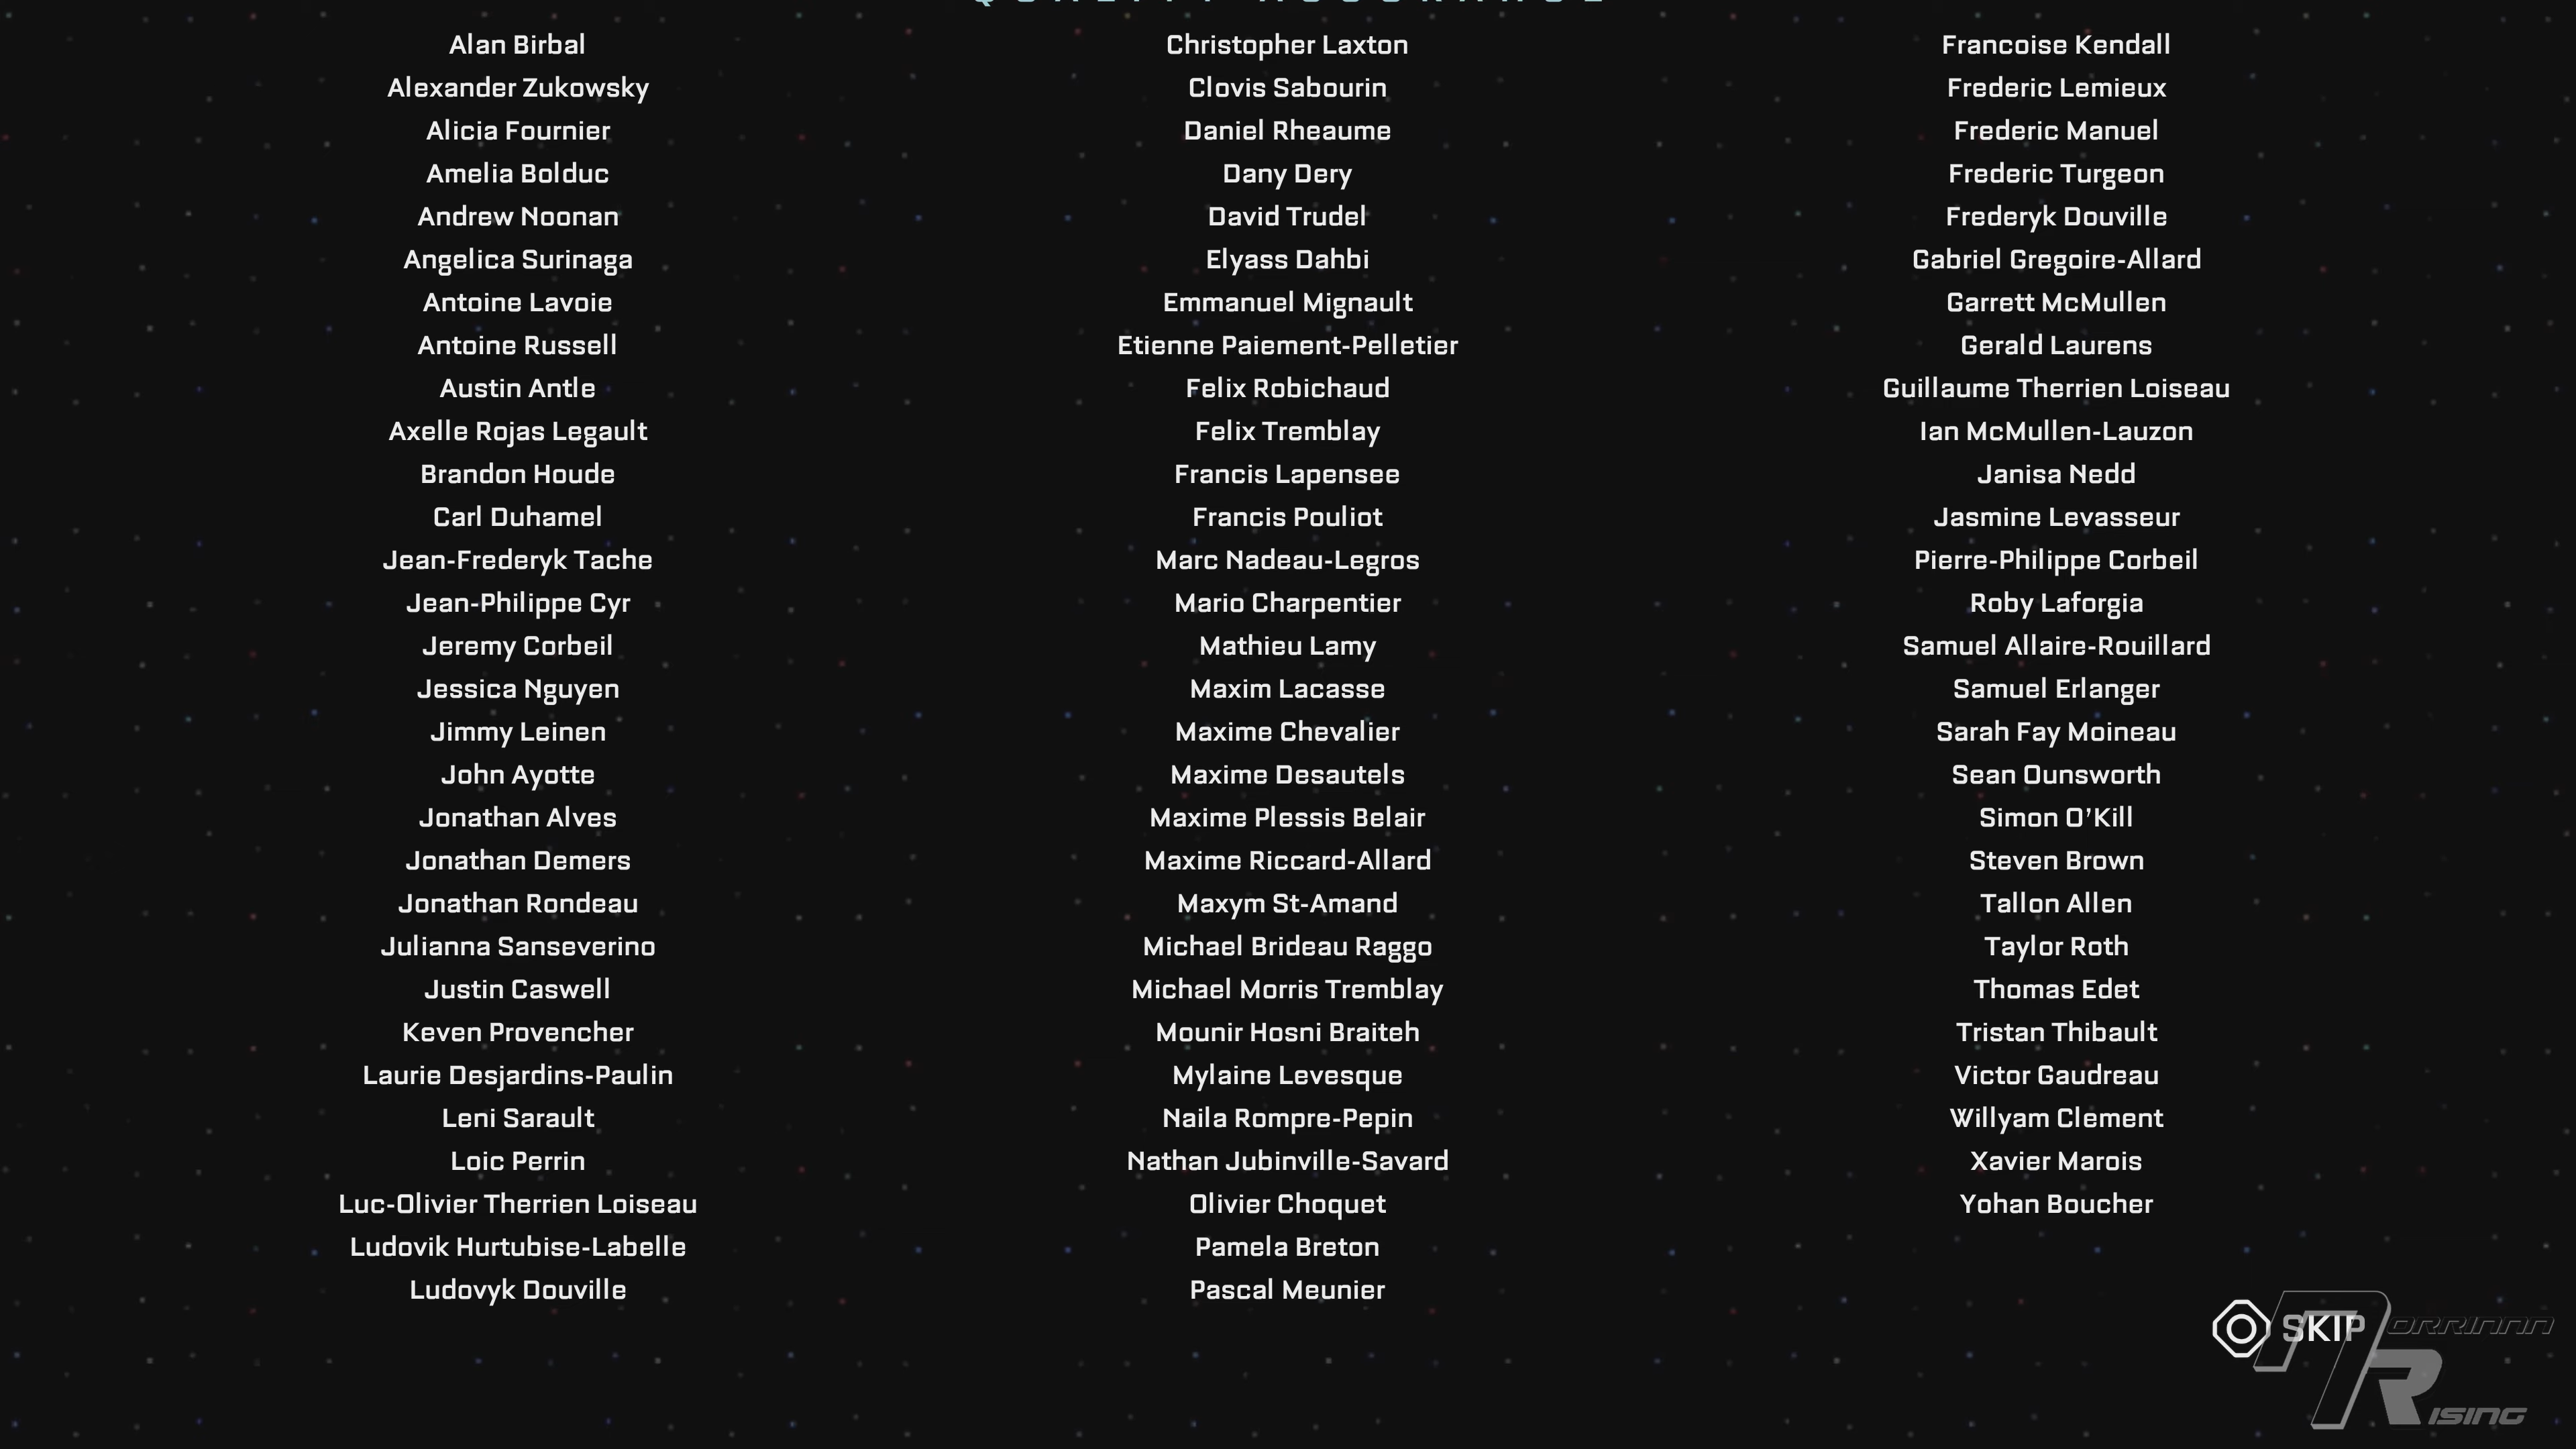 QUALITY ASSURANCE
Alan Birbal
Alexander Zukowsky
Alicia Fournier
Amelia Bolduc
Andrew Noonan
Angelica Surinaga
Antoine Lavoie
Antoine Russell
Austin Antle
Axelle Rojas Legault
Brandon Houde
Carl Duhamel
Jean-Frederyk Tache
Jean-Philippe Cyr
Jeremy Corbeil
Jessica Nguyen
Jimmy Leinen
John Ayotte
Jonathan Alves
Jonathan Demers
Jonathan Rondeau
Julianna Sanseverino
Justin Caswell
Keven Provencher
Laurie Desjardins-Paulin
Leni Sarault
Loic Perrin
Luc-Olivier Therrien Loiseau
Ludovik Hurtubise-Labelle
Ludovyk Douville
Christopher Laxton
Clovis Sabourin
Daniel Rheaume
Dany Dery
David Trudel
Elyass Dahbi
Emmanuel Mignault
Etienne Paiement-Pelletier
Felix Robichaud
Felix Tremblay
Francis Lapensee
Francis Pouliot
Marc Nadeau-Legros
Mario Charpentier
Mathieu Lamy
Maxim Lacasse
Maxime Chevalier
Maxime Desautels
Maxime Plessis Belair
Maxime Riccard-Allard
Maxym St-Amand
Michael Brideau Raggo
Michael Morris Tremblay
Mounir Hosni Braiteh
Mylaine Levesque
Naila Rompre-Pepin
Nathan Jubinville-Savard
Olivier Choquet
Pamela Breton
Pascal Meunier
Francoise Kendall
Frederic Lemieux
Frederic Manuel
Frederic Turgeon
Frederyk Douville
Gabriel Gregoire-Allard
Garrett McMullen
Gerald Laurens
Guillaume Therrien Loiseau
Ian McMullen-Lauzon
Janisa Nedd
Jasmine Levasseur
Pierre-Philippe Corbeil
Roby Laforgia
Samuel Allaire-Rouillard
Samuel Erlanger
Sarah Fay Moineau
Sean Ounsworth
Simon O'Kill
Steven Brown
Tallon Allen
Taylor Roth
Thomas Edet
Tristan Thibault
Victor Gaudreau
Willyam Clement
Xavier Marois
Yohan Boucher
SKIP
Rising